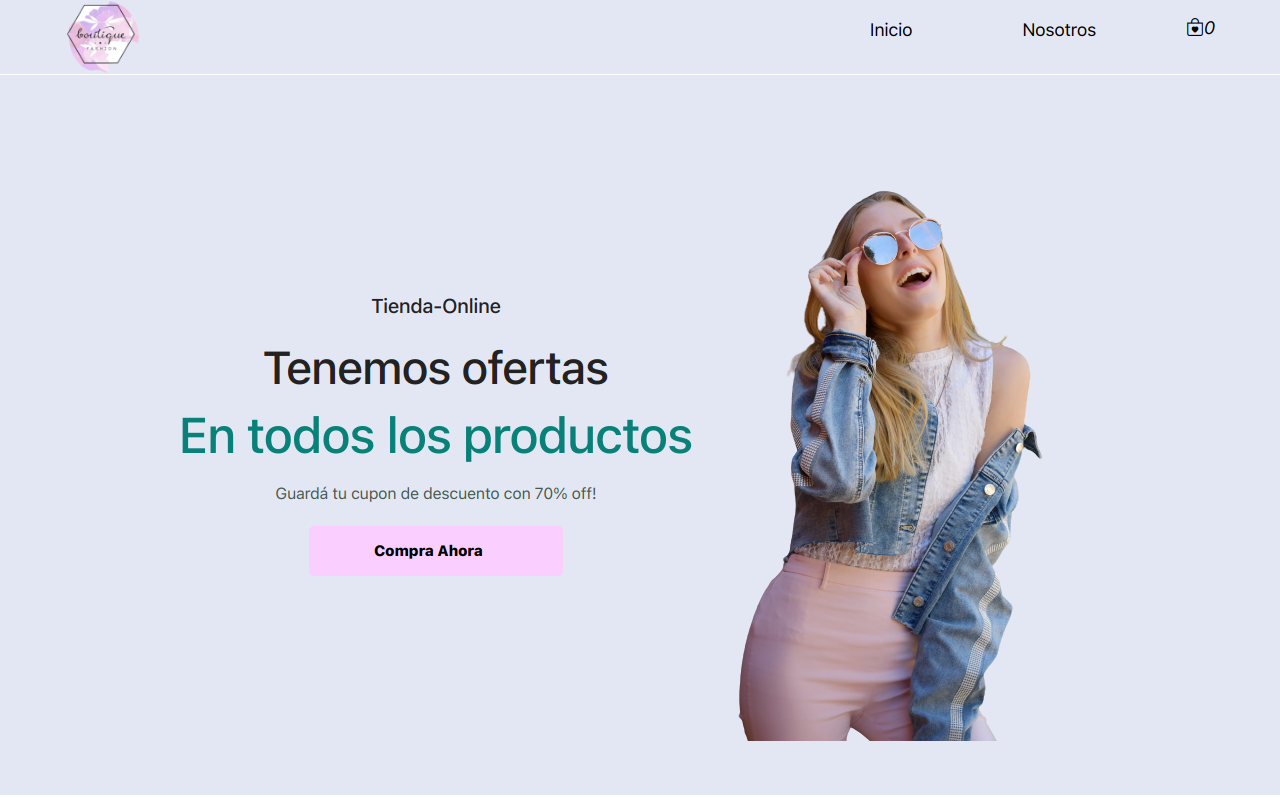 boutique
FASHION
Inicio
Nosotros
0
Tienda-Online
Tenemos ofertas
En todos los productos
Guardá tu cupon de descuento con 70% off!
Compra Ahora